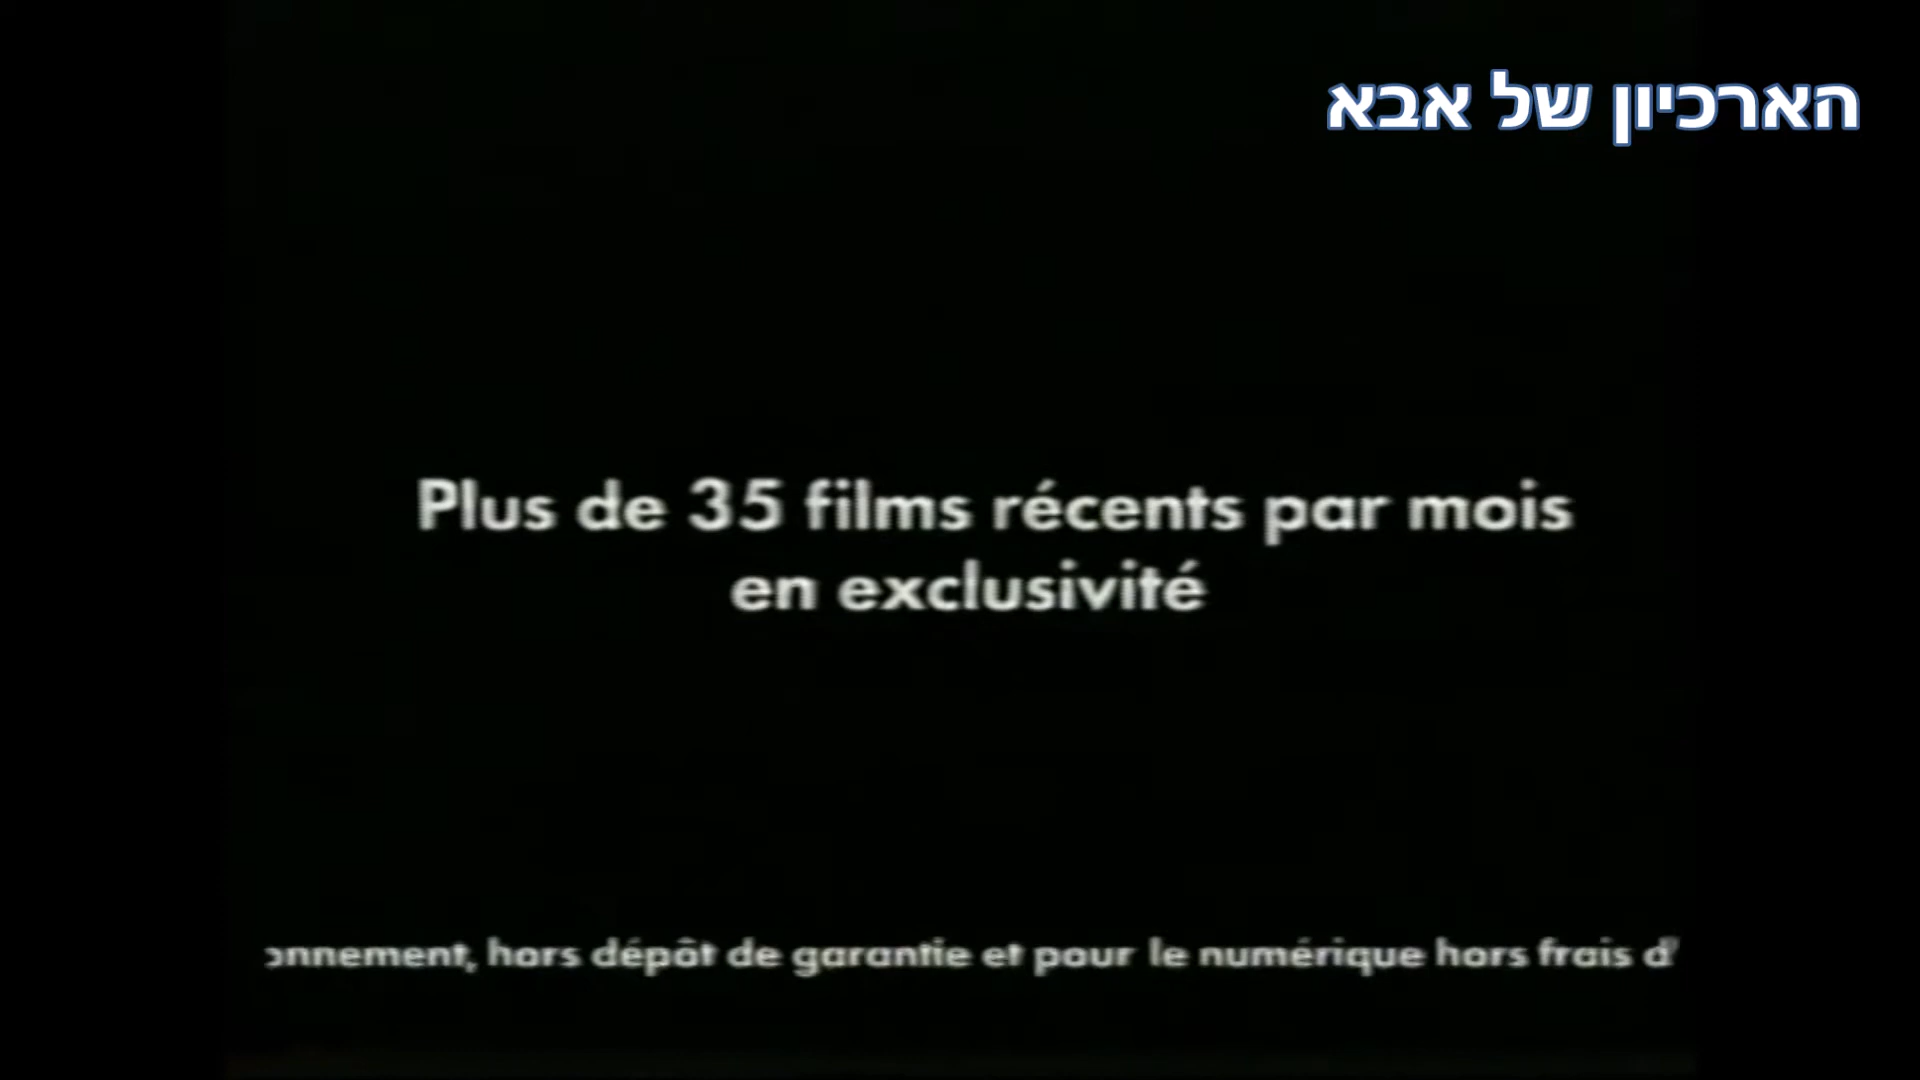 הארכיון של אבא
Plus de 35 films récents par mois
en exclusivité
onnement, hors dépôt de garantie et pour le numérique hors frais d'